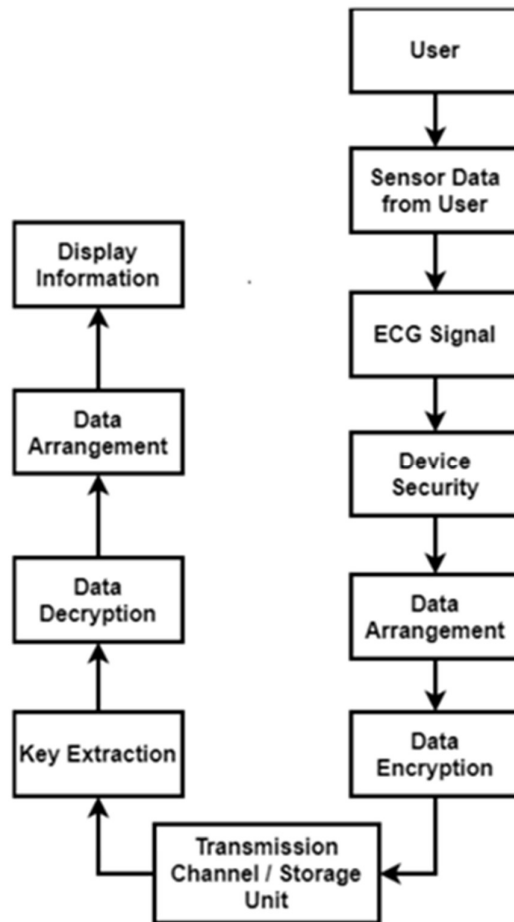 User
Sensor Data
from User
ECG Signal
Device
Security
Data
Arrangement
Data
Encryption
Transmission
Channel / Storage
Unit
Key Extraction
Data
Decryption
Data
Arrangement
Display
Information